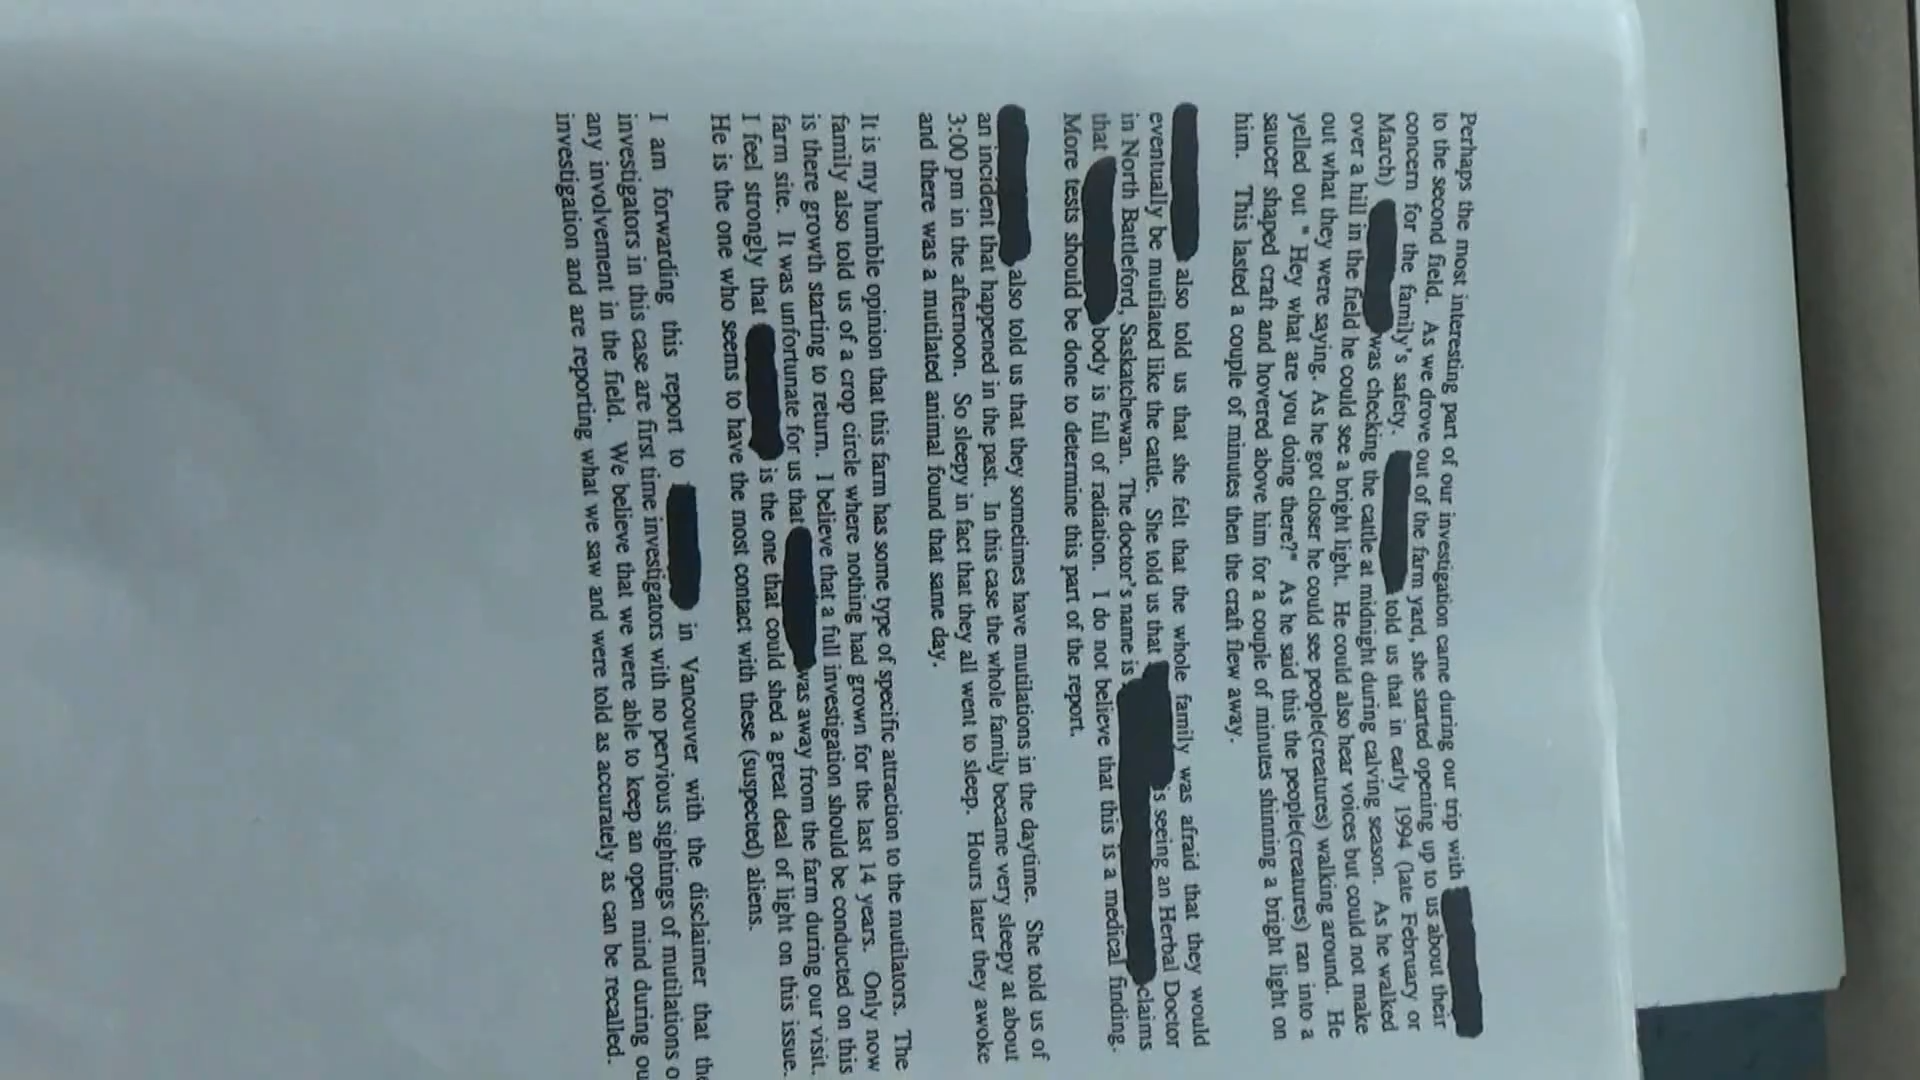 Perhaps the most interesting part of our investigation came during our trip with
to the second field. As we drove out of the farm yard, she started opening up to us about their
concern for the family's safety. told us that in early 1994 (late February or
March) was checking the cattle at midnight during calving season. As he walked
over a hill in the field he could see a bright light. He could also hear voices but could not make
out what they were saying. As he got closer he could see people(creatures) walking around. He
yelled out " Hey what are you doing there?" As he said this the people(creatures) ran into a
saucer shaped craft and hovered above him for a couple of minutes shinning a bright light on
him. This lasted a couple of minutes then the craft flew away.
also told us that she felt that the whole family was afraid that they would
eventually be mutilated like the cattle. She told us that is seeing an Herbal Doctor
in North Battleford, Saskatchewan. The doctor's name is claims
that body is full of radiation. I do not believe that this is a medical finding.
More tests should be done to determine this part of the report.
also told us that they sometimes have mutilations in the daytime. She told us of
an incident that happened in the past. In this case the whole family became very sleepy at about
3:00 pm in the afternoon. So sleepy in fact that they all went to sleep. Hours later they awoke
and there was a mutilated animal found that same day.
It is my humble opinion that this farm has some type of specific attraction to the mutilators. The
family also told us of a crop circle where nothing had grown for the last 14 years. Only now
is there growth starting to return. I believe that a full investigation should be conducted on this
farm site. It was unfortunate for us that was away from the farm during our visit.
I feel strongly that is the one that could shed a great deal of light on this issue.
He is the one who seems to have the most contact with these (suspected) aliens.
I am forwarding this report to in Vancouver with the disclaimer that the
investigators in this case are first time investigators with no pervious sightings of mutilations o
any involvement in the field. We believe that we were able to keep an open mind during ou
investigation and are reporting what we saw and were told as accurately as can be recalled.